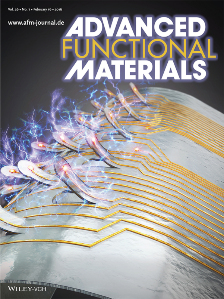 www.afm-journal.de
ADVANCED
FUNCTIONAL
MATERIALS
WILEY-VCH